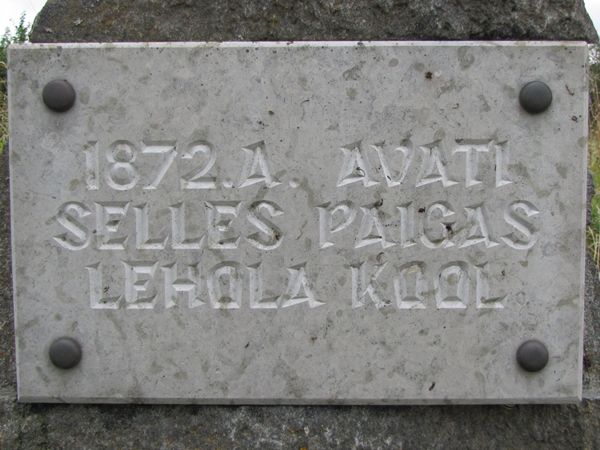 1872.A. AVATI
SELLES PAIGAS
LEHOLA KOOL